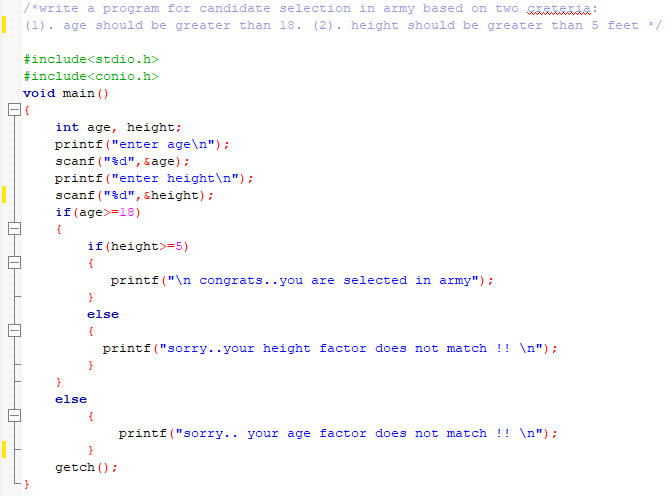 /*write a program for candidate selection in army based on two creteria:
(1). age should be greater than 18. (2). height should be greater than 5 feet */
#include<stdio.h>
#include<conio.h>
void main()
{
int age, height;
printf("enter age\n");
scanf("%d",&age);
printf("enter height\n");
scanf("%d",&height);
if(age>=18)
{
if(height>=5)
{
printf("\n congrats..you are selected in army");
}
else
{
printf("sorry..your height factor does not match !! \n");
}
}
else
{
printf("sorry.. your age factor does not match !! \n");
}
getch();
}